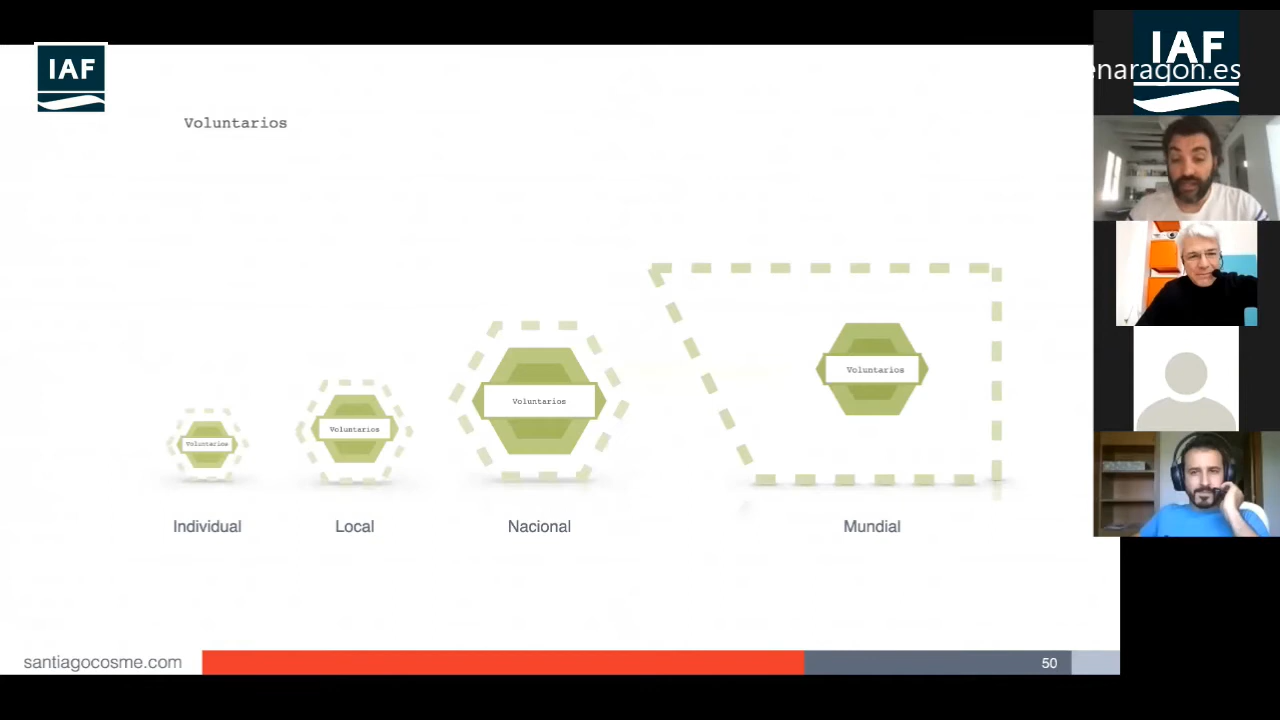 IAF
IAF
enaragon.es
Voluntarios
Voluntarios
Voluntarios
Voluntarios
Voluntarios
Individual
Local
Nacional
Mundial
santiagocosme.com
50